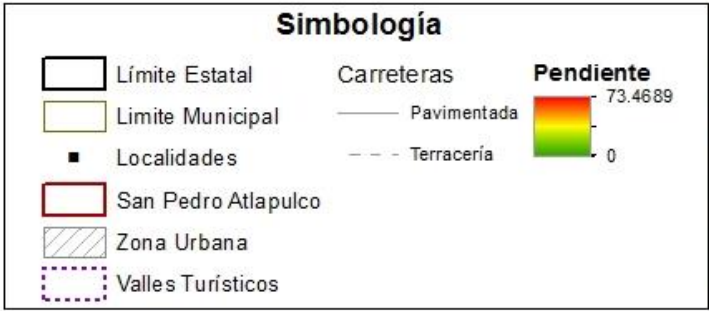 Simbología
Límite Estatal
Limite Municipal
Localidades
San Pedro Atlapulco
Zona Urbana
Valles Turísticos
Carreteras
Pavimentada
Terracería
Pendiente
73.4689
0